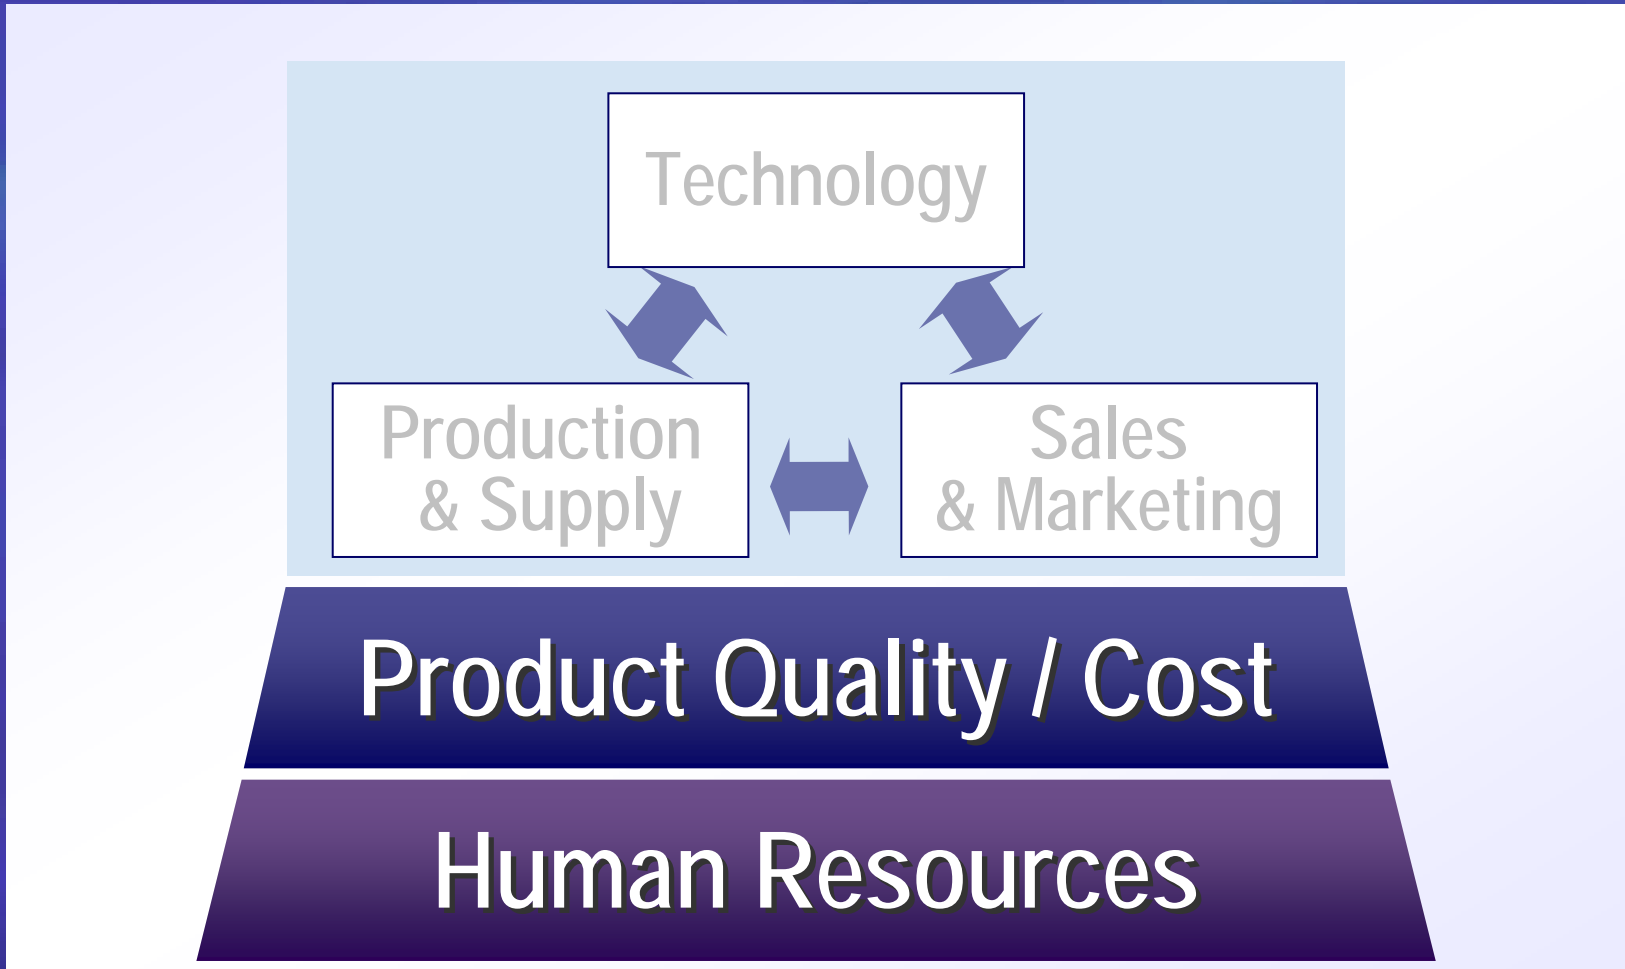 Technology
Production
& Supply
Sales
& Marketing
Product Quality / Cost
Human Resources